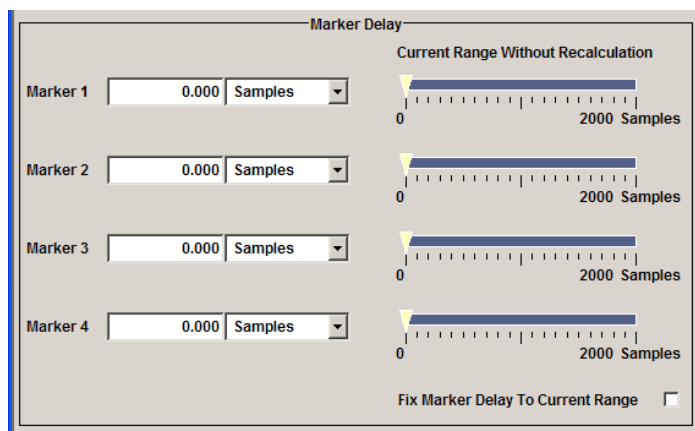 Marker Delay
Current Range Without Recalculation
Marker 1 0.000 Samples
0 2000 Samples
Marker 2 0.000 Samples
0 2000 Samples
Marker 3 0.000 Samples
0 2000 Samples
Marker 4 0.000 Samples
0 2000 Samples
Fix Marker Delay To Current Range